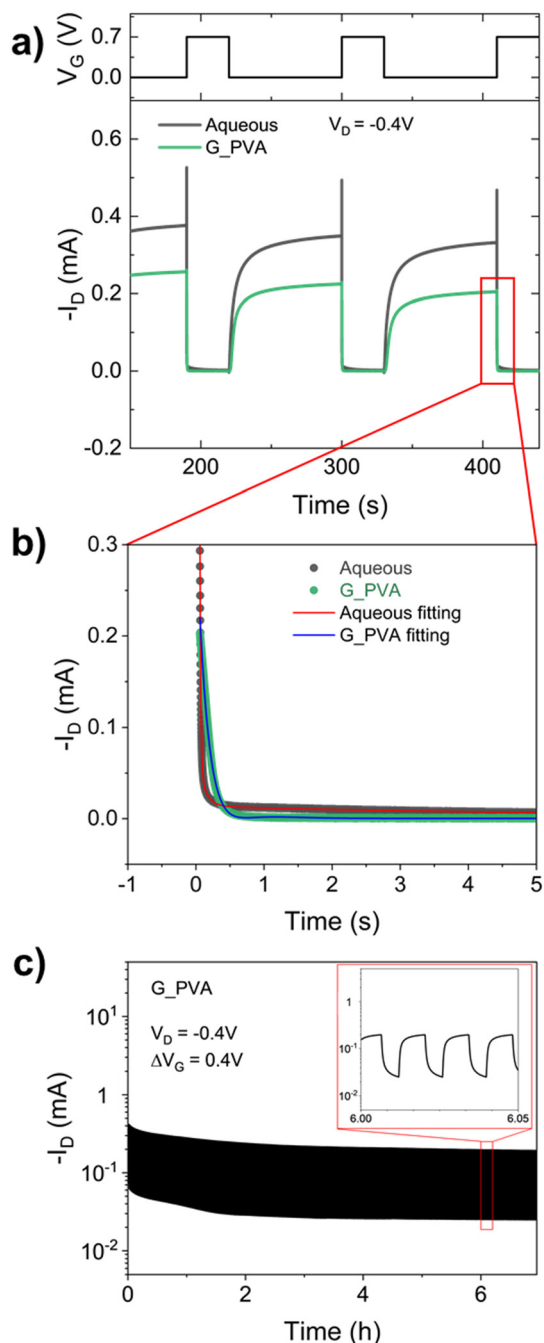 a)
V_G (V)
0.7
0.0
Aqueous V_D = -0.4V
G_PVA
-I_D (mA)
0.6
0.4
0.2
0.0
-0.2
200 300 400
Time (s)
b)
-I_D (mA)
0.3
0.2
0.1
0.0
Aqueous
G_PVA
Aqueous fitting
G_PVA fitting
-1 0 1 2 3 4 5
Time (s)
c)
-I_D (mA)
G_PVA
V_D = -0.4V
ΔV_G = 0.4V
10¹
1
10⁻¹
10⁻²
1
10⁻¹
10⁻²
6.00 6.05
0 2 4 6
Time (h)